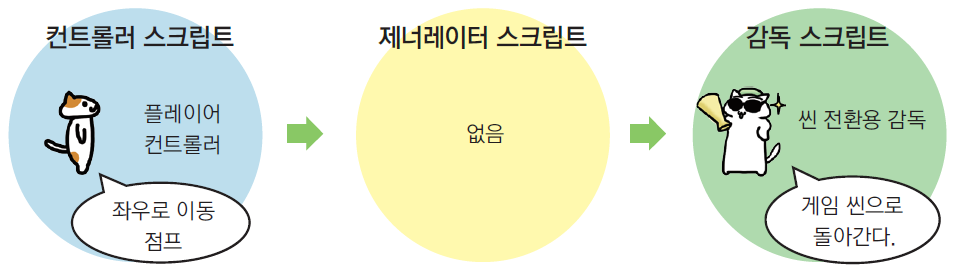 컨트롤러 스크립트
플레이어
컨트롤러
좌우로 이동
점프
제너레이터 스크립트
없음
감독 스크립트
씬 전환용 감독
게임 씬으로
돌아간다.